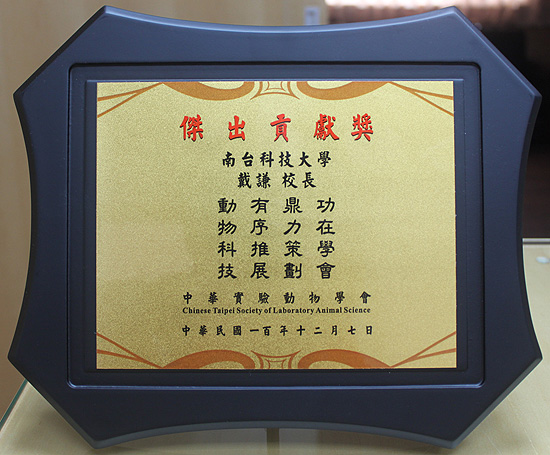 傑出貢獻獎
南台科技大學
戴謙 校長
功在學會
鼎力策劃
有序推展
動物科技
中華實驗動物學會
Chinese Taipei Society of Laboratory Animal Science
中華民國一百年十二月七日